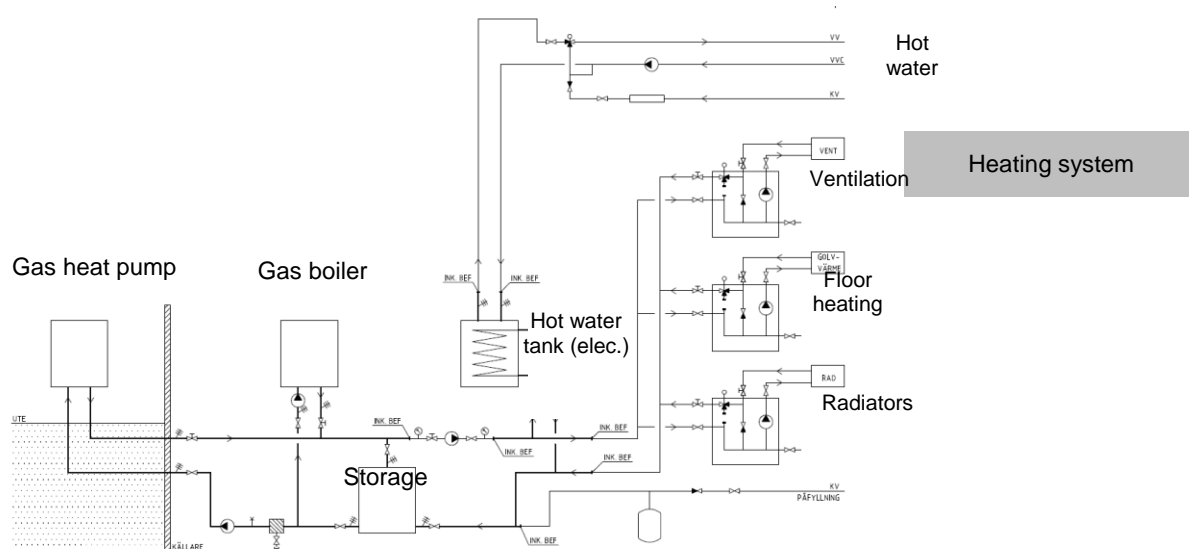 VV
Hot
water
VVC
KV
VENT
Ventilation
Heating system
Gas heat pump
Gas boiler
INK. BEF
INK. BEF
GOLV-
VÄRME
Floor
heating
Hot water
tank (elec.)
RAD
Radiators
UTE
INK. BEF
INK. BEF
INK. BEF
INK. BEF
Storage
KV
PÅFYLLNING
INK. BEF
KÄLLARE